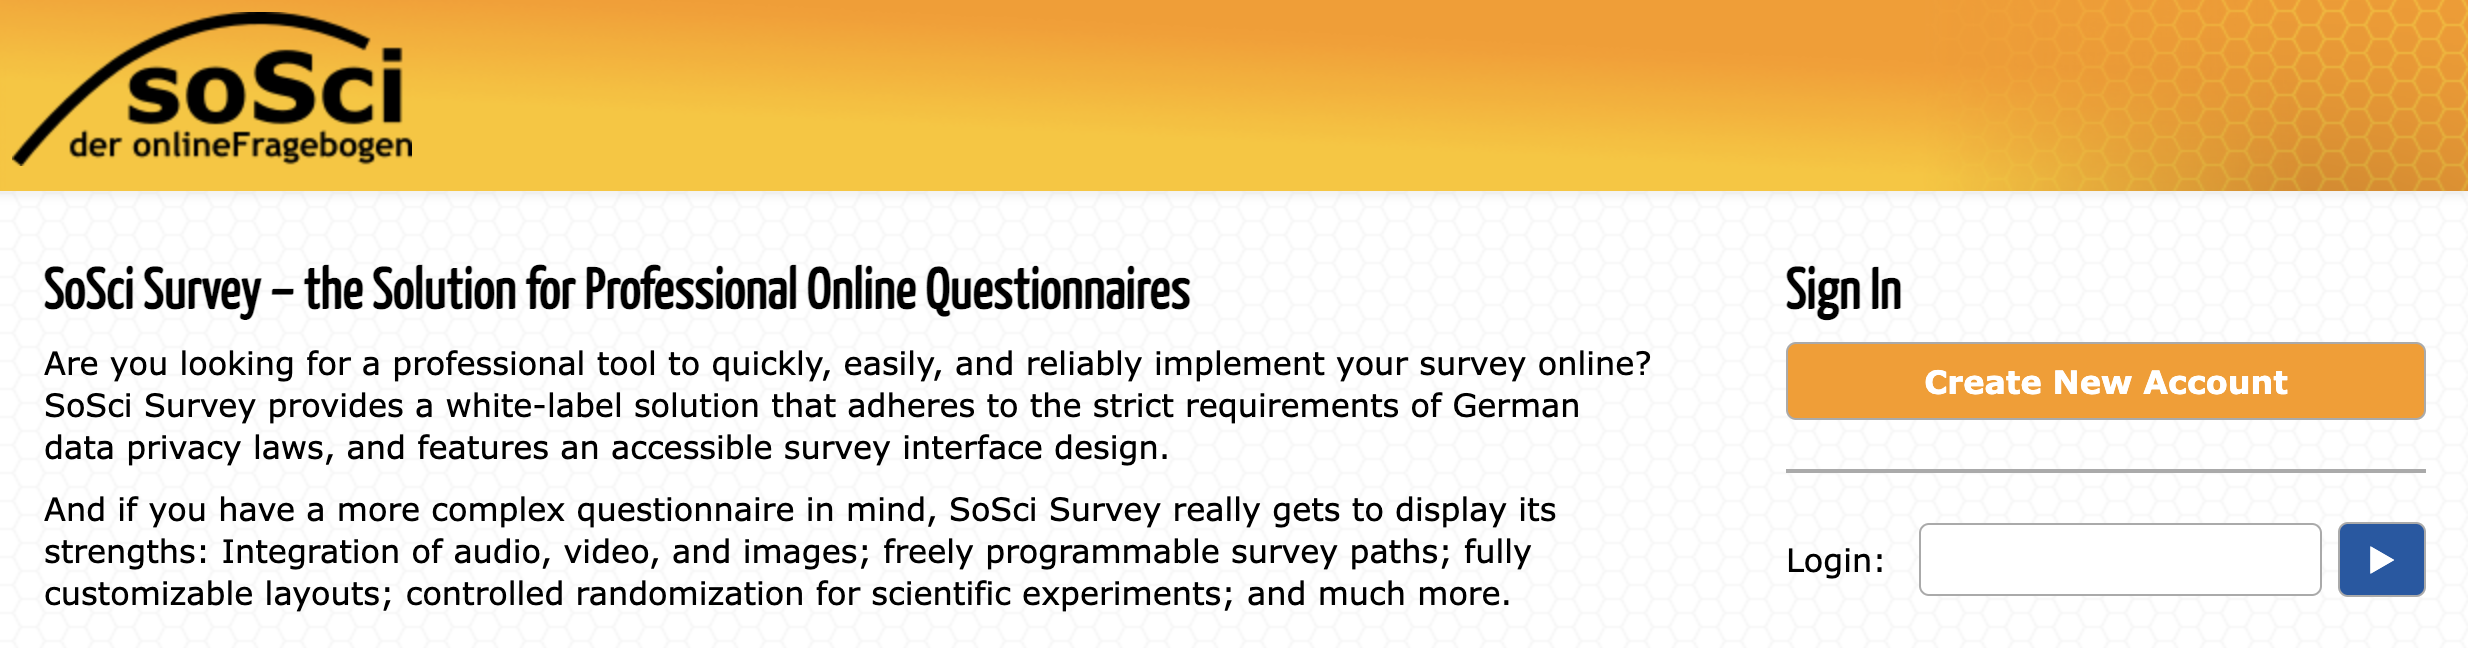 soSci
der onlineFragebogen
SoSci Survey – the Solution for Professional Online Questionnaires
Are you looking for a professional tool to quickly, easily, and reliably implement your survey online?
SoSci Survey provides a white-label solution that adheres to the strict requirements of German
data privacy laws, and features an accessible survey interface design.
And if you have a more complex questionnaire in mind, SoSci Survey really gets to display its
strengths: Integration of audio, video, and images; freely programmable survey paths; fully
customizable layouts; controlled randomization for scientific experiments; and much more.
Sign In
Create New Account
Login: